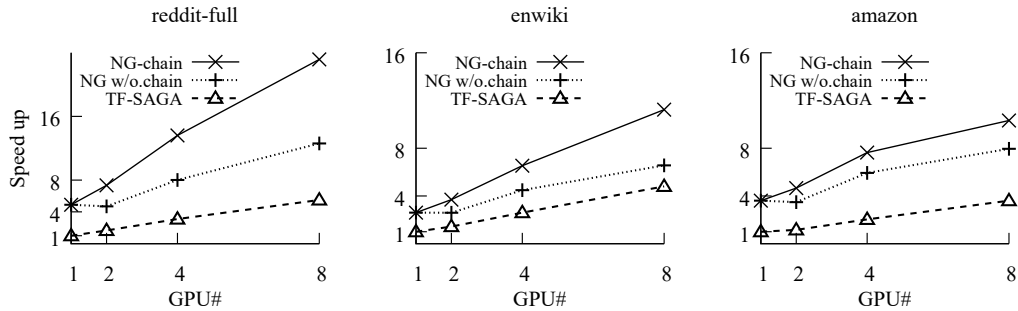 reddit-full
NG-chain
NG w/o.chain
TF-SAGA
Speed up
16
8
4
1
1 2 4 8
GPU#
enwiki
16
NG-chain
NG w/o.chain
TF-SAGA
8
4
1
1 2 4 8
GPU#
amazon
16
NG-chain
NG w/o.chain
TF-SAGA
8
4
1
1 2 4 8
GPU#